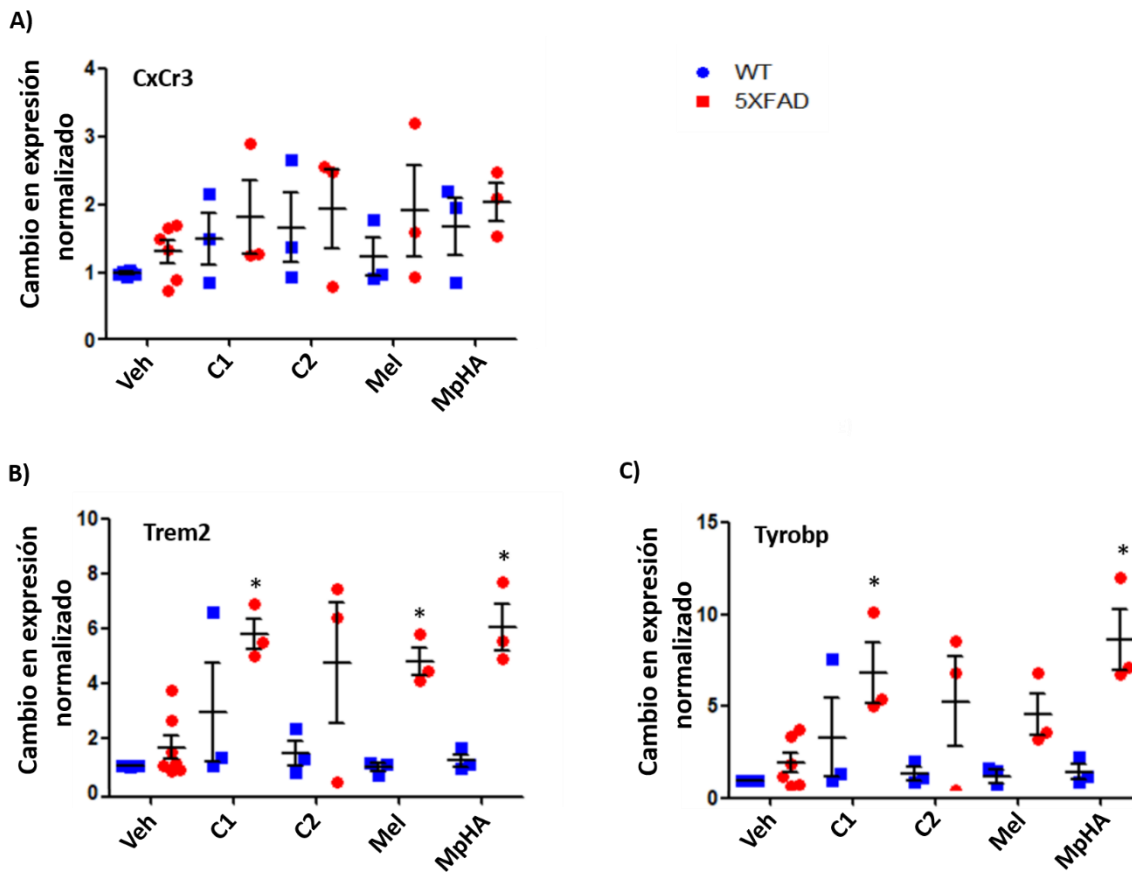 A)
CxCr3
Cambio en expresión
normalizado
4
3
2
1
0
Veh
C1
C2
Mel
MpHA
WT
5XFAD
B)
Trem2
Cambio en expresión
normalizado
10
8
6
4
2
0
Veh
C1
C2
Mel
MpHA
*
*
*
C)
Tyrobp
Cambio en expresión
normalizado
15
10
5
0
Veh
C1
C2
Mel
MpHA
*
*